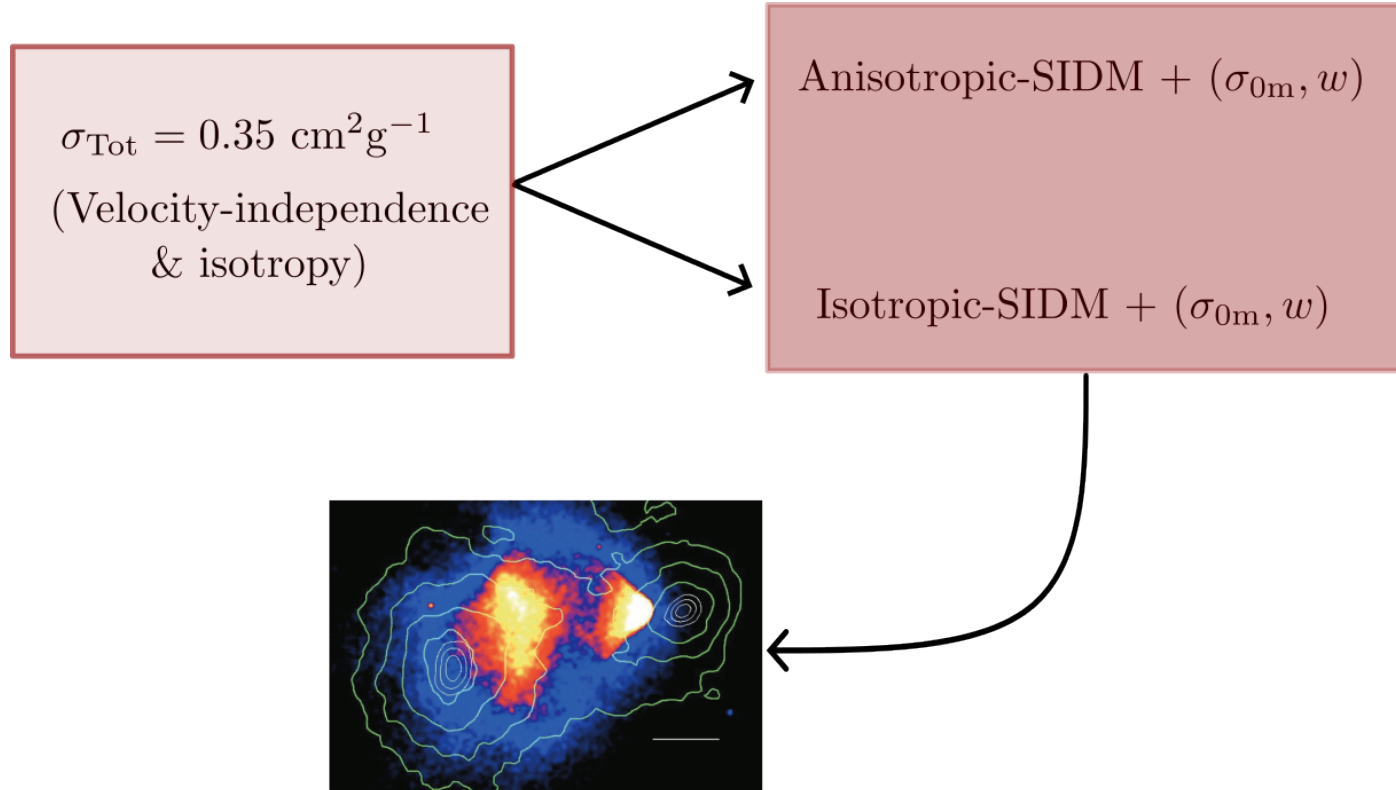 σ_Tot = 0.35 cm²g⁻¹
(Velocity-independence
& isotropy)
Anisotropic-SIDM + (σ_0m, w)
Isotropic-SIDM + (σ_0m, w)